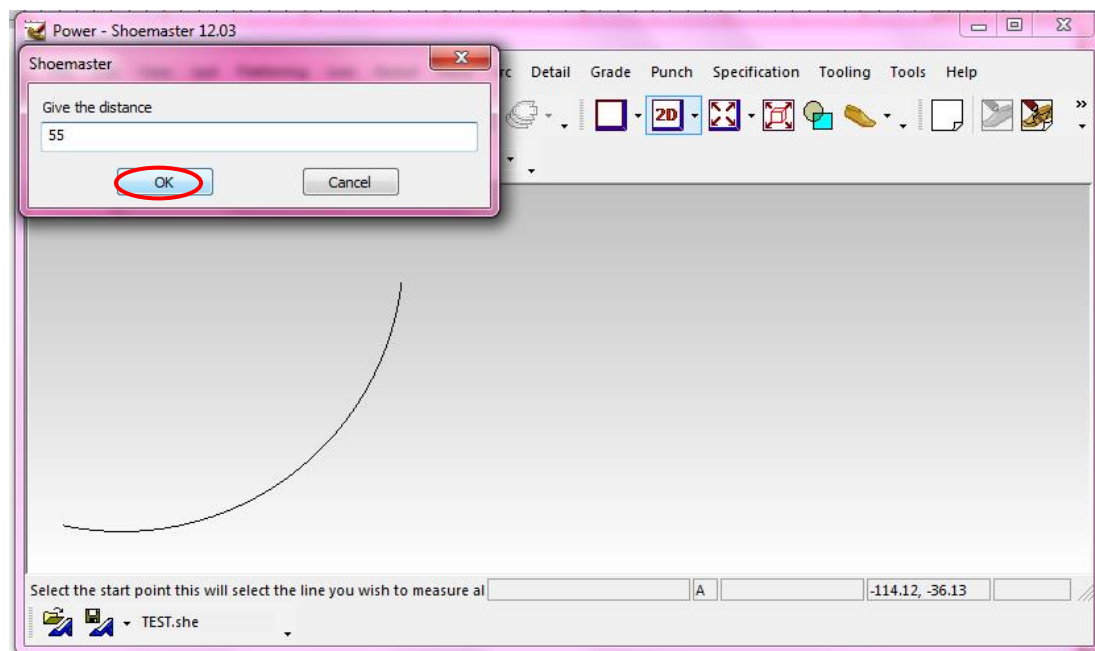 Power - Shoemaster 12.03
Shoemaster
rc Detail Grade Punch Specification Tooling Tools Help
Give the distance
55
2D
OK Cancel
Select the start point this will select the line you wish to measure al
A
-114.12, -36.13
TEST.she